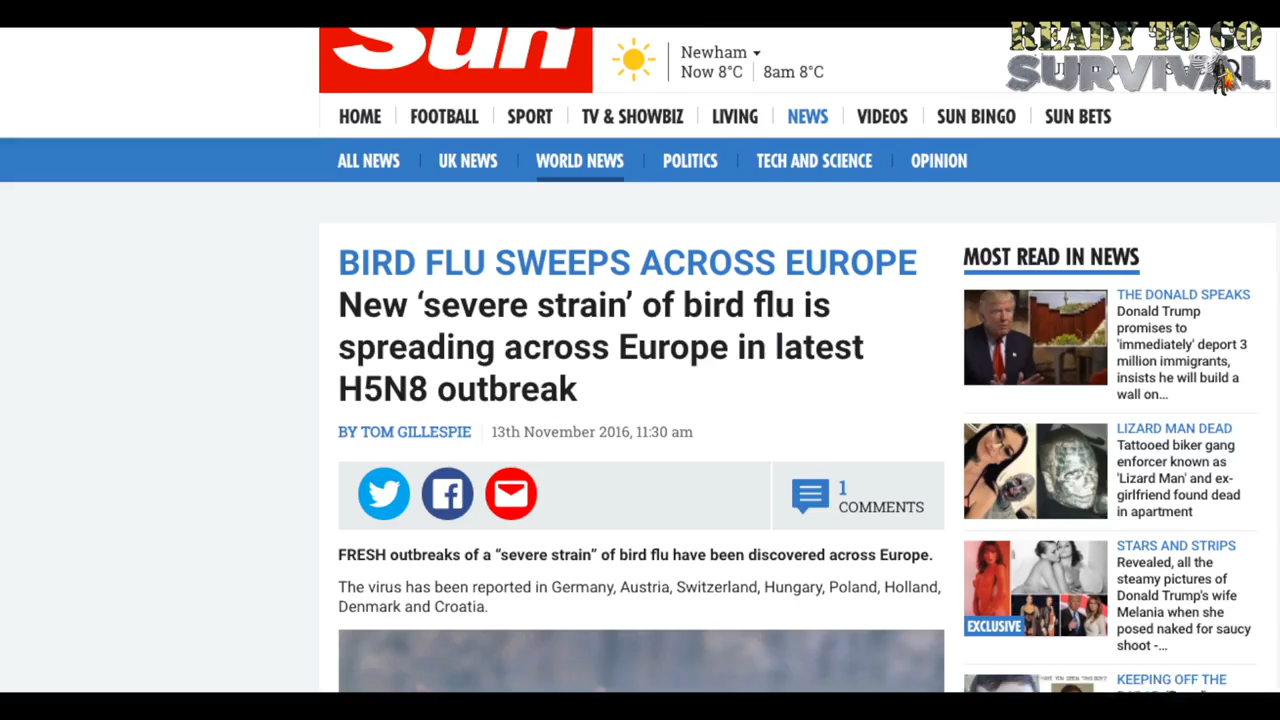 Sun
READY TO GO
SURVIVAL
Newham
Now 8°C 8am 8°C
HOME FOOTBALL SPORT TV & SHOWBIZ LIVING NEWS VIDEOS SUN BINGO SUN BETS
ALL NEWS UK NEWS WORLD NEWS POLITICS TECH AND SCIENCE OPINION
BIRD FLU SWEEPS ACROSS EUROPE
New ‘severe strain’ of bird flu is
spreading across Europe in latest
H5N8 outbreak
BY TOM GILLESPIE 13th November 2016, 11:30 am
1
COMMENTS
FRESH outbreaks of a “severe strain” of bird flu have been discovered across Europe.
The virus has been reported in Germany, Austria, Switzerland, Hungary, Poland, Holland,
Denmark and Croatia.
MOST READ IN NEWS
THE DONALD SPEAKS
Donald Trump
promises to
'immediately' deport 3
million immigrants,
insists he will build a
wall on...
LIZARD MAN DEAD
Tattooed biker gang
enforcer known as
'Lizard Man' and ex-
girlfriend found dead
in apartment
STARS AND STRIPS
Revealed, all the
steamy pictures of
Donald Trump's wife
Melania when she
posed naked for saucy
shoot -...
EXCLUSIVE
KEEPING OFF THE